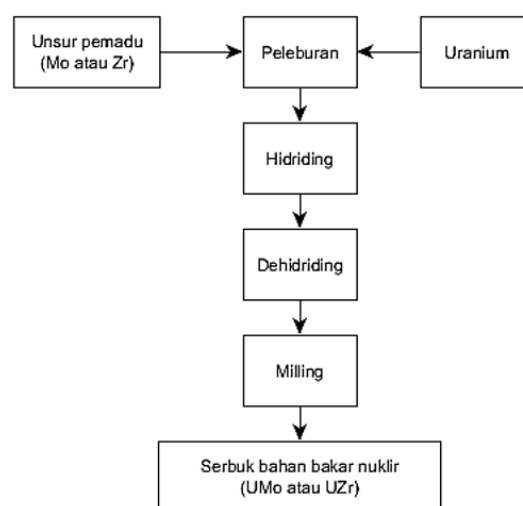 Unsur pemadu
(Mo atau Zr)
Peleburan
Uranium
Hidriding
Dehidriding
Milling
Serbuk bahan bakar nuklir
(UMo atau UZr)